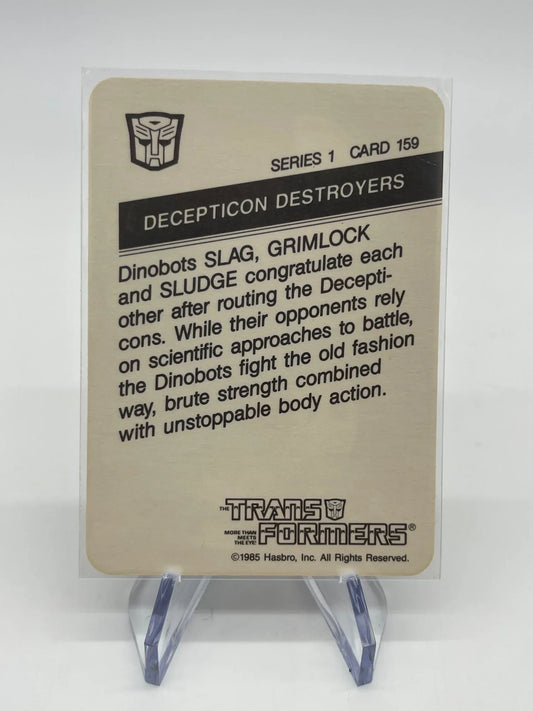 SERIES 1 CARD 159
DECEPTICON DESTROYERS
Dinobots SLAG, GRIMLOCK
and SLUDGE congratulate each
other after routing the Decepti-
cons. While their opponents rely
on scientific approaches to battle,
the Dinobots fight the old fashion
way, brute strength combined
with unstoppable body action.
THE TRANSFORMERS®
MORE THAN
MEETS
THE EYE
©1985 Hasbro, Inc. All Rights Reserved.